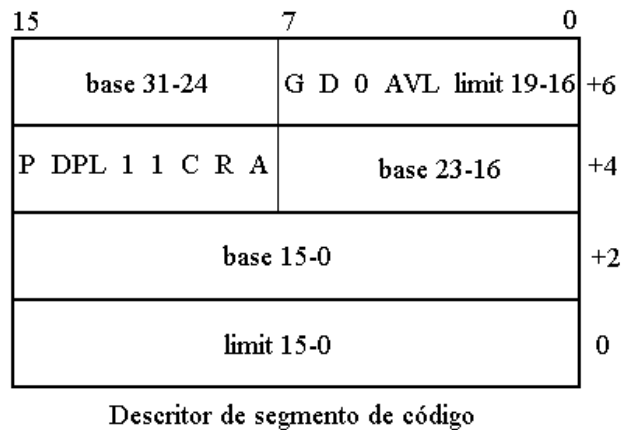 15 7 0
base 31-24 G D 0 AVL limit 19-16 +6
P DPL 1 1 C R A base 23-16 +4
base 15-0 +2
limit 15-0 0
Descritor de segmento de código